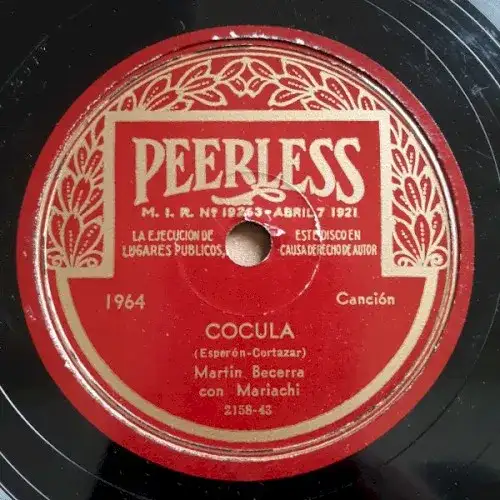 PEERLESS
M. I. R. Nº 19263-ABRIL 7 1921
LA EJECUCION DE ESTE DISCO EN
LUGARES PUBLICOS, CAUSA DERECHO DE AUTOR
1964 Canción
COCULA
(Esperón-Cortazar)
Martin Becerra
con Mariachi
2158-43